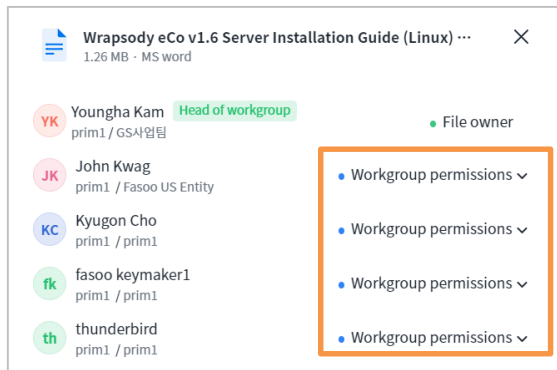 Wrapsody eCo v1.6 Server Installation Guide (Linux) ···
1.26 MB · MS word
YK Youngha Kam Head of workgroup
prim1 / GS사업팀
• File owner
JK John Kwag
prim1 / Fasoo US Entity
• Workgroup permissions
KC Kyugon Cho
prim1 / prim1
• Workgroup permissions
fk fasoo keymaker1
prim1 / prim1
• Workgroup permissions
th thunderbird
prim1 / prim1
• Workgroup permissions